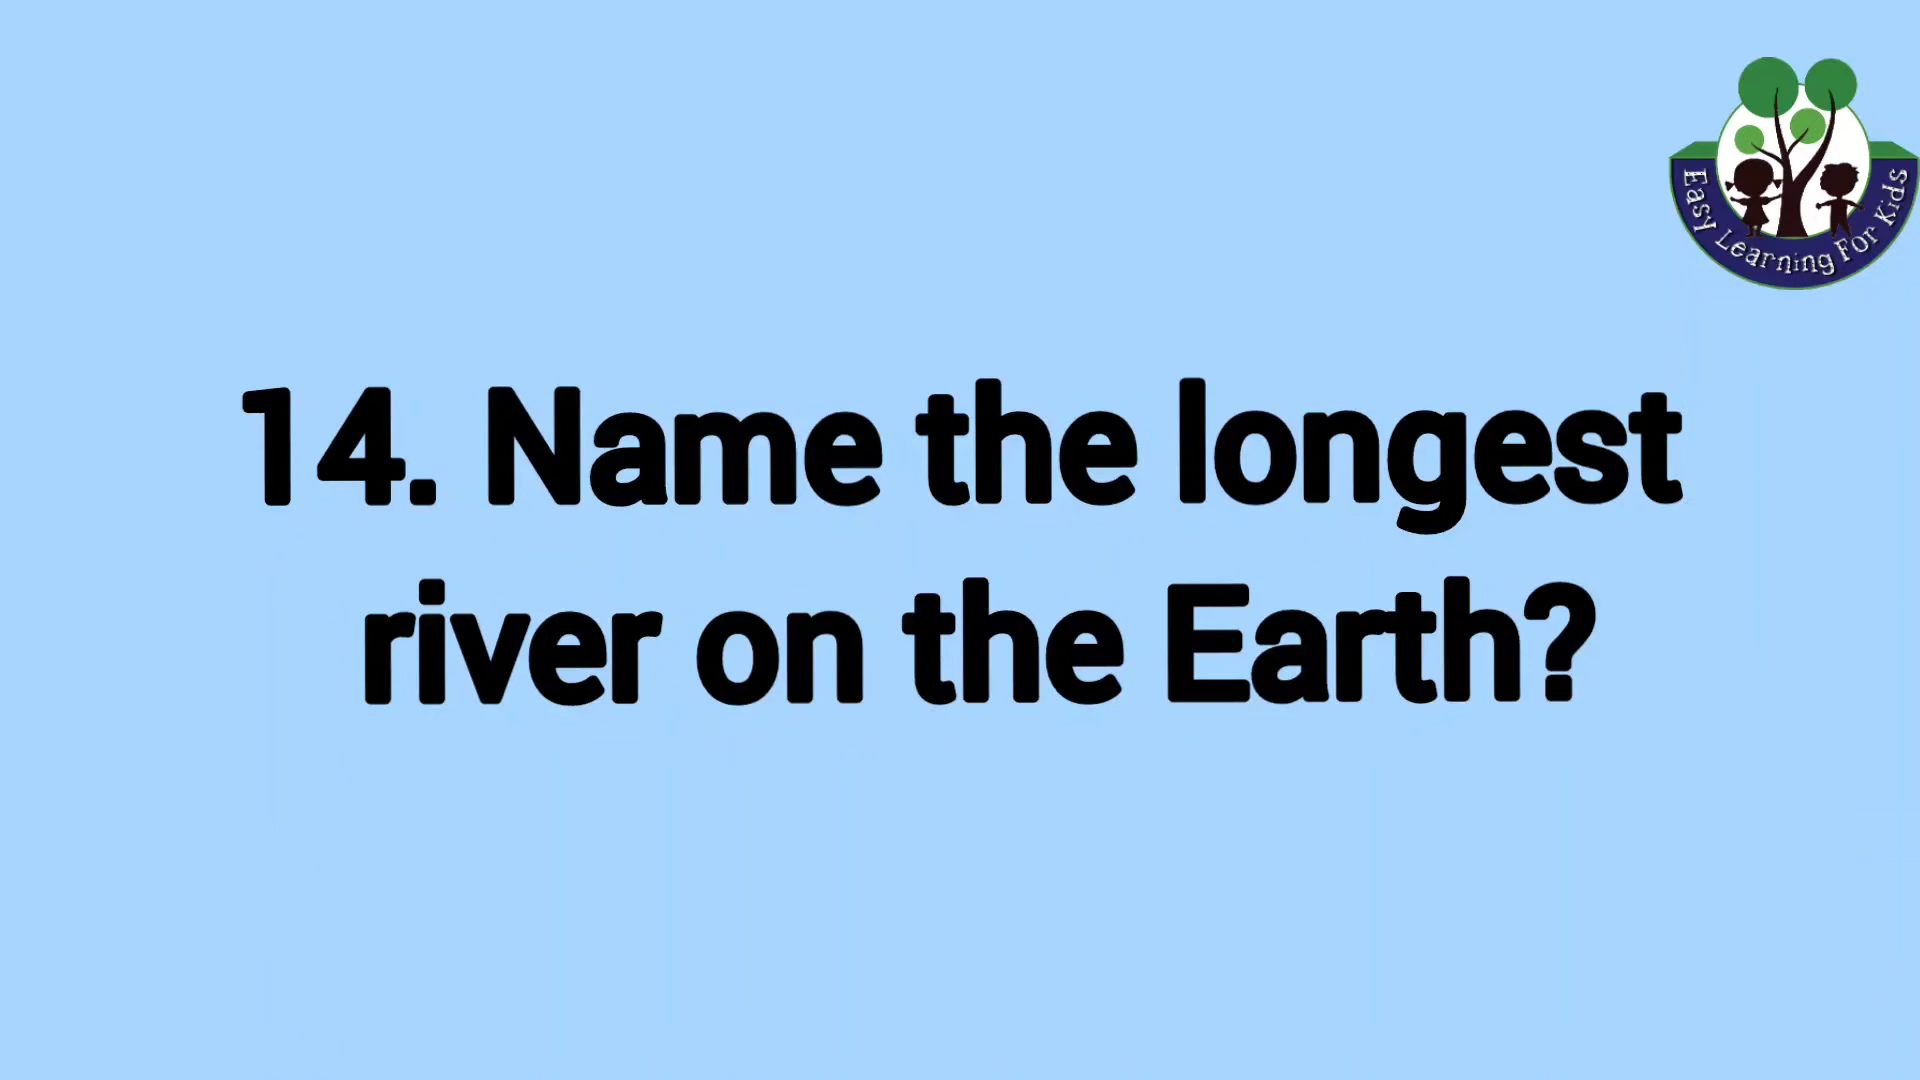 Easy Learning For Kids
14. Name the longest
river on the Earth?